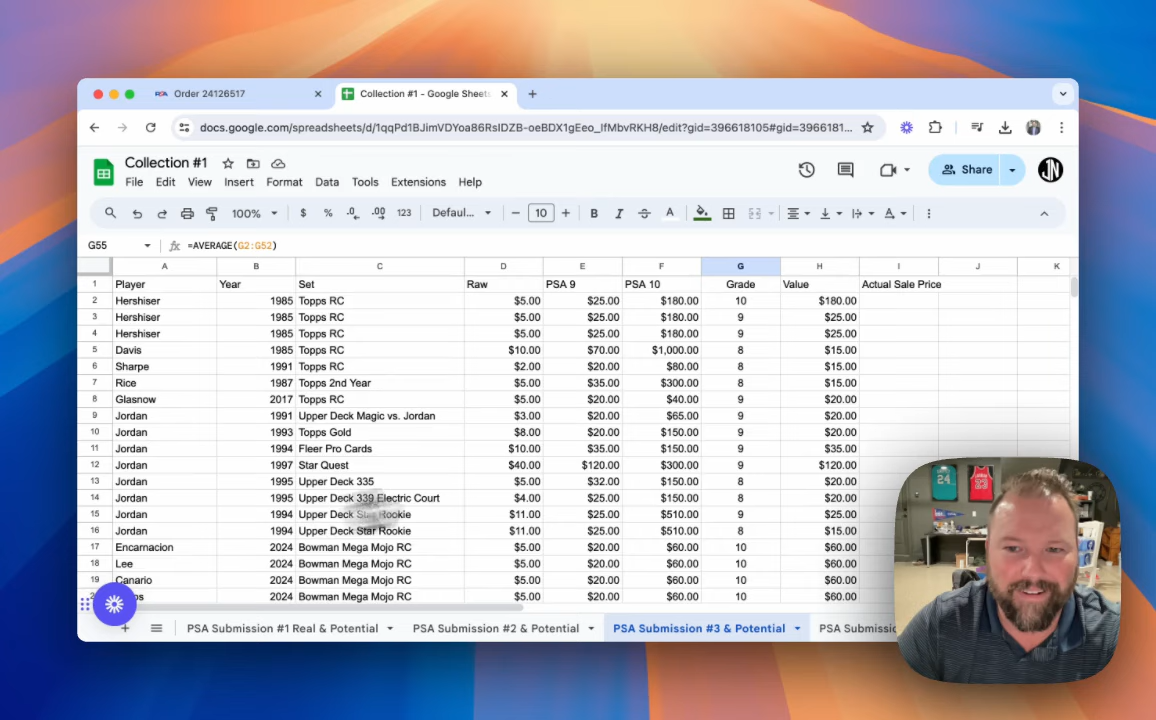 PSA Order 24126517
Collection #1 - Google Sheets
docs.google.com/spreadsheets/d/1qqPd1BJimVDYoa86RsIDZB-oeBDX1gEeo_IfMbvRKH8/edit?gid=396618105#gid=3966181...
Collection #1
File Edit View Insert Format Data Tools Extensions Help
Share
JN
100% $ % .0 .00 123 Defaul... 10 B I A
G55 fx =AVERAGE(G2:G52)
A B C D E F G H I J K
1 Player Year Set Raw PSA 9 PSA 10 Grade Value Actual Sale Price
2 Hershiser 1985 Topps RC $5.00 $25.00 $180.00 10 $180.00
3 Hershiser 1985 Topps RC $5.00 $25.00 $180.00 9 $25.00
4 Hershiser 1985 Topps RC $5.00 $25.00 $180.00 9 $25.00
5 Davis 1985 Topps RC $10.00 $70.00 $1,000.00 8 $15.00
6 Sharpe 1991 Topps RC $2.00 $20.00 $80.00 8 $15.00
7 Rice 1987 Topps 2nd Year $5.00 $35.00 $300.00 8 $15.00
8 Glasnow 2017 Topps RC $5.00 $20.00 $40.00 9 $20.00
9 Jordan 1991 Upper Deck Magic vs. Jordan $3.00 $20.00 $65.00 9 $20.00
10 Jordan 1993 Topps Gold $8.00 $20.00 $150.00 9 $20.00
11 Jordan 1994 Fleer Pro Cards $10.00 $35.00 $150.00 9 $35.00
12 Jordan 1997 Star Quest $40.00 $120.00 $300.00 9 $120.00
13 Jordan 1995 Upper Deck 335 $5.00 $32.00 $150.00 8 $20.00
14 Jordan 1995 Upper Deck 339 Electric Court $4.00 $25.00 $150.00 8 $20.00
15 Jordan 1994 Upper Deck Star Rookie $11.00 $25.00 $510.00 9 $25.00
16 Jordan 1994 Upper Deck Star Rookie $11.00 $25.00 $510.00 8 $15.00
17 Encarnacion 2024 Bowman Mega Mojo RC $5.00 $20.00 $60.00 10 $60.00
18 Lee 2024 Bowman Mega Mojo RC $5.00 $20.00 $60.00 10 $60.00
19 Canario 2024 Bowman Mega Mojo RC $5.00 $20.00 $60.00 10 $60.00
2024 Bowman Mega Mojo RC $5.00 $20.00 $60.00 10 $60.00
PSA Submission #1 Real & Potential PSA Submission #2 & Potential PSA Submission #3 & Potential PSA Submissio
24
23